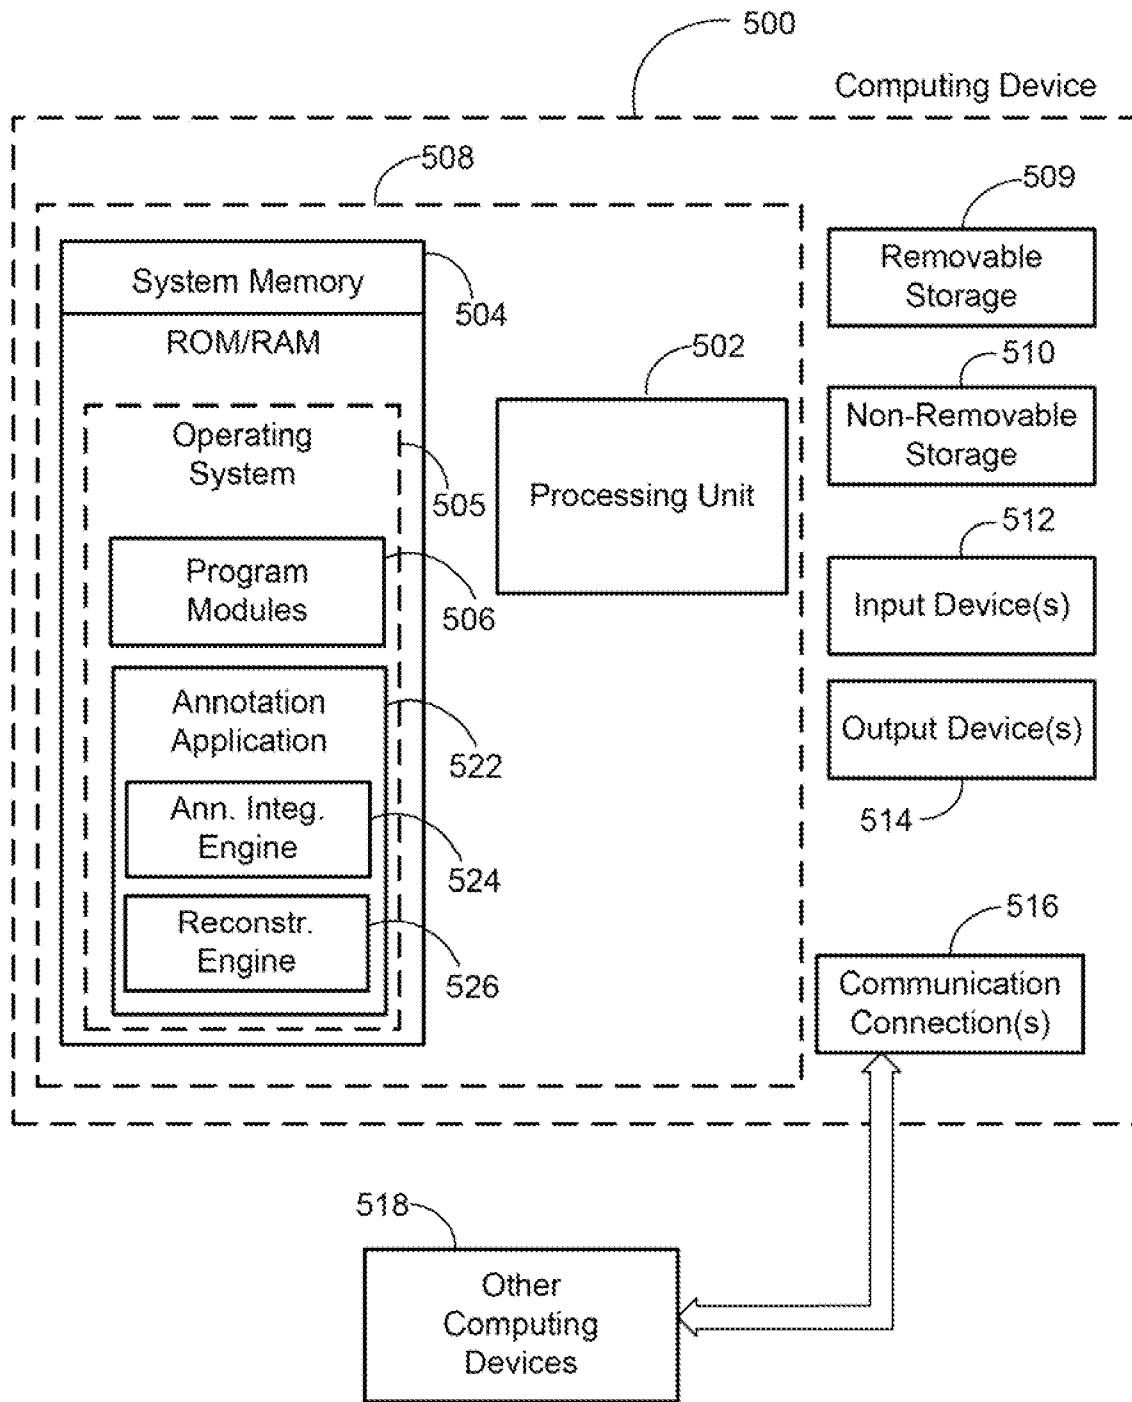 500
Computing Device
508
509
System Memory
504
Removable
Storage
ROM/RAM
502
510
Operating
System
505
Processing Unit
Non-Removable
Storage
512
Program
Modules
506
Input Device(s)
Annotation
Application
522
Output Device(s)
514
Ann. Integ.
Engine
524
Reconstr.
Engine
526
516
Communication
Connection(s)
518
Other
Computing
Devices